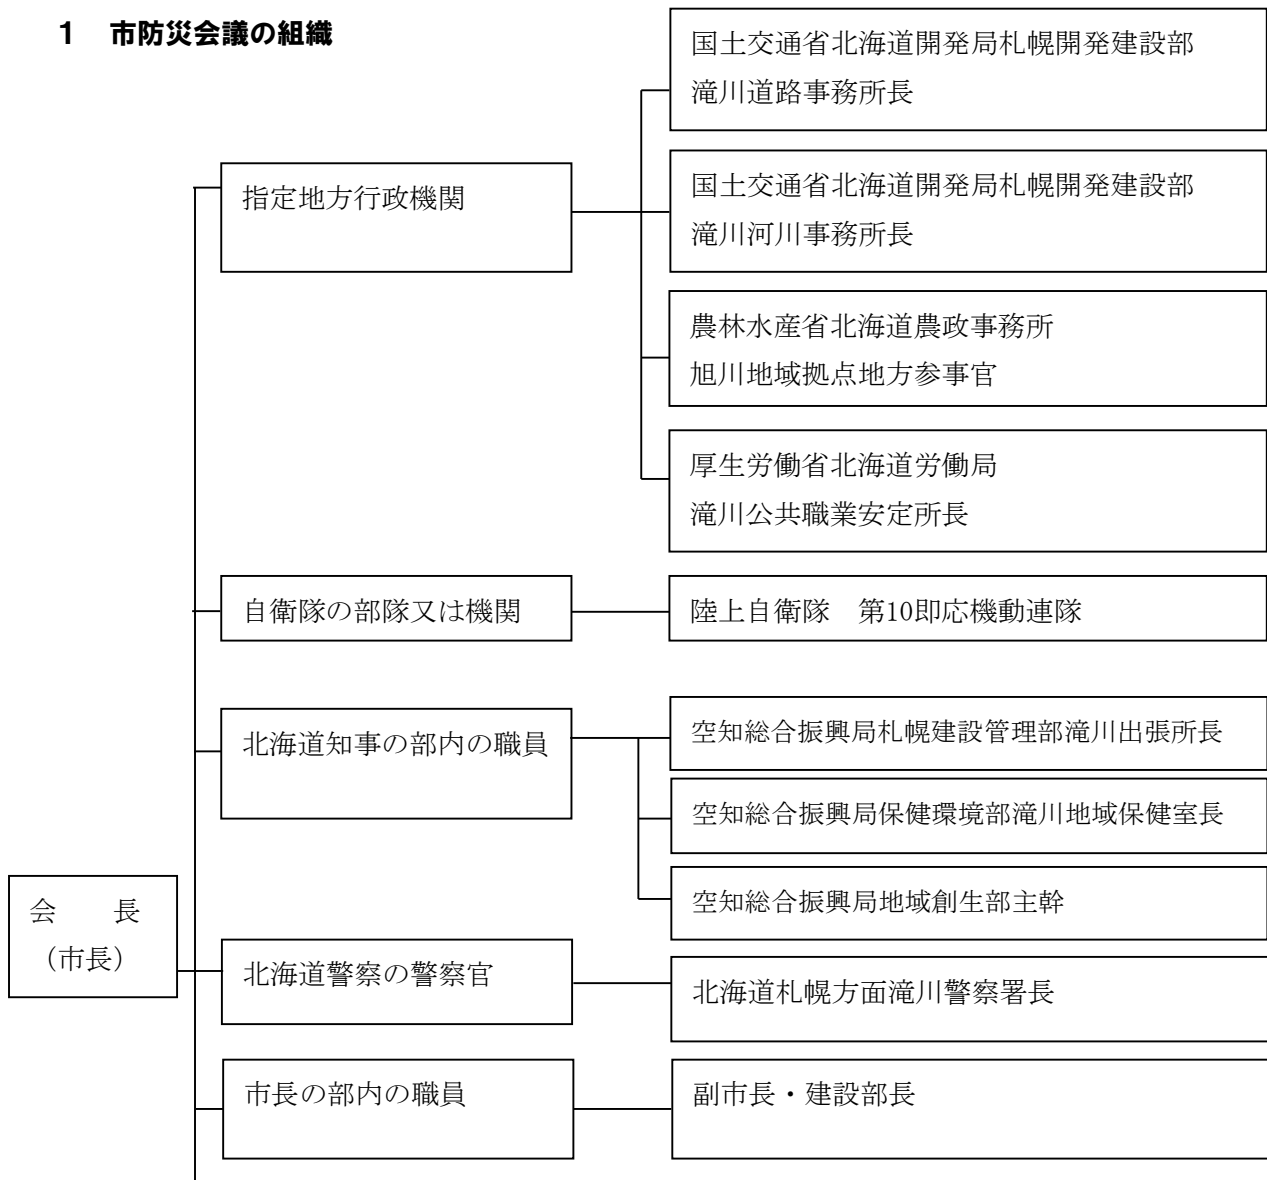 1 市防災会議の組織
国土交通省北海道開発局札幌開発建設部
滝川道路事務所長
指定地方行政機関
国土交通省北海道開発局札幌開発建設部
滝川河川事務所長
農林水産省北海道農政事務所
旭川地域拠点地方参事官
厚生労働省北海道労働局
滝川公共職業安定所長
自衛隊の部隊又は機関
陸上自衛隊 第10即応機動連隊
北海道知事の部内の職員
空知総合振興局札幌建設管理部滝川出張所長
空知総合振興局保健環境部滝川地域保健室長
空知総合振興局地域創生部主幹
会 長
(市長)
北海道警察の警察官
北海道札幌方面滝川警察署長
市長の部内の職員
副市長・建設部長